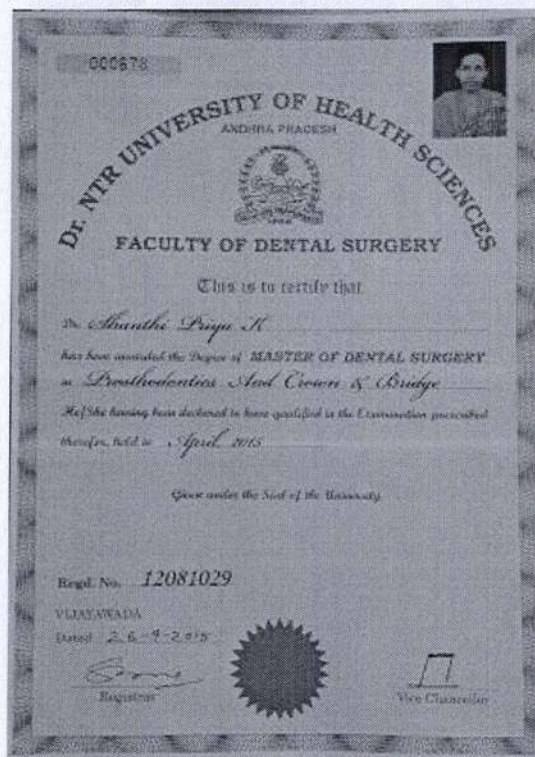 000678
Dr. NTR UNIVERSITY OF HEALTH SCIENCES
ANDHRA PRADESH
FACULTY OF DENTAL SURGERY
This is to certify that
Dr. Shanthi Priya K
has been awarded the Degree of MASTER OF DENTAL SURGERY
in Prosthodontics And Crown & Bridge
He/She having been declared to have qualified in the Examination prescribed
therefor, held in April 2015
Given under the Seal of the University
Regd. No. 12081029
VIJAYAWADA
Dated 26-9-2015
Registrar
Vice Chancellor